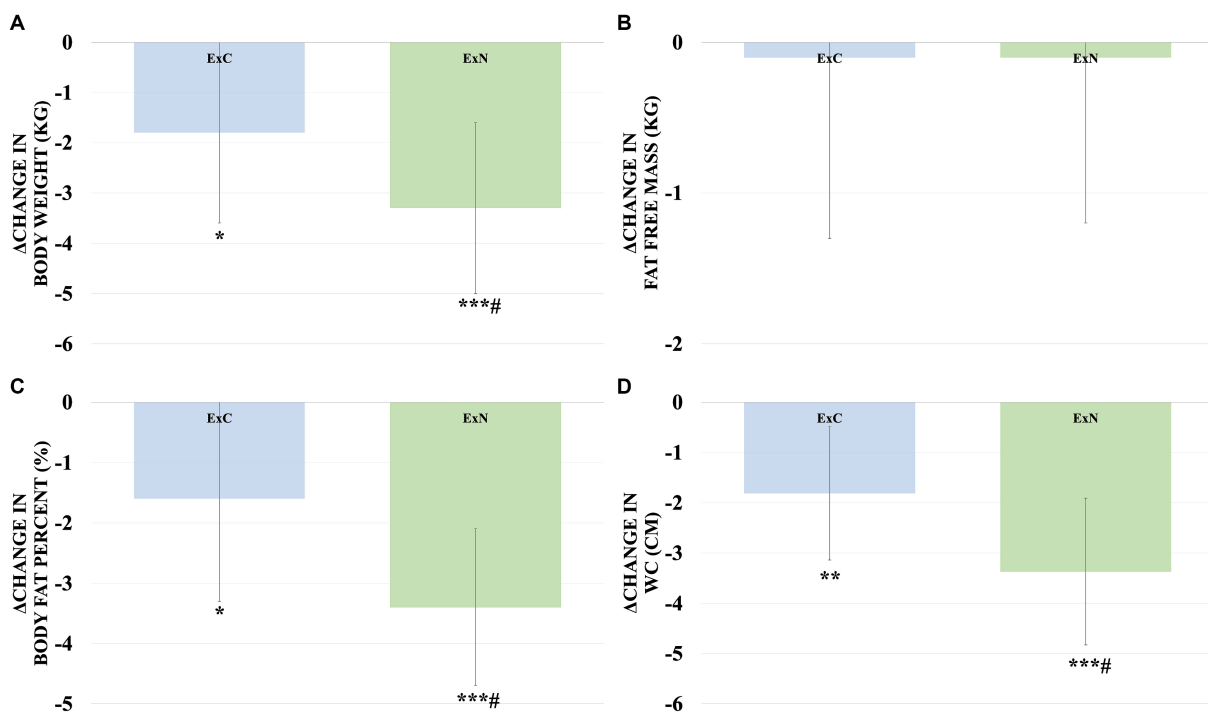 A
ΔCHANGE IN
BODY WEIGHT (KG)
0
-1
-2
-3
-4
-5
-6
ExC
ExN
*
***#
B
ΔCHANGE IN
FAT FREE MASS (KG)
0
-1
-2
ExC
ExN
C
ΔCHANGE IN
BODY FAT PERCENT (%)
0
-1
-2
-3
-4
-5
ExC
ExN
*
***#
D
ΔCHANGE IN
WC (CM)
0
-1
-2
-3
-4
-5
-6
ExC
ExN
**
***#